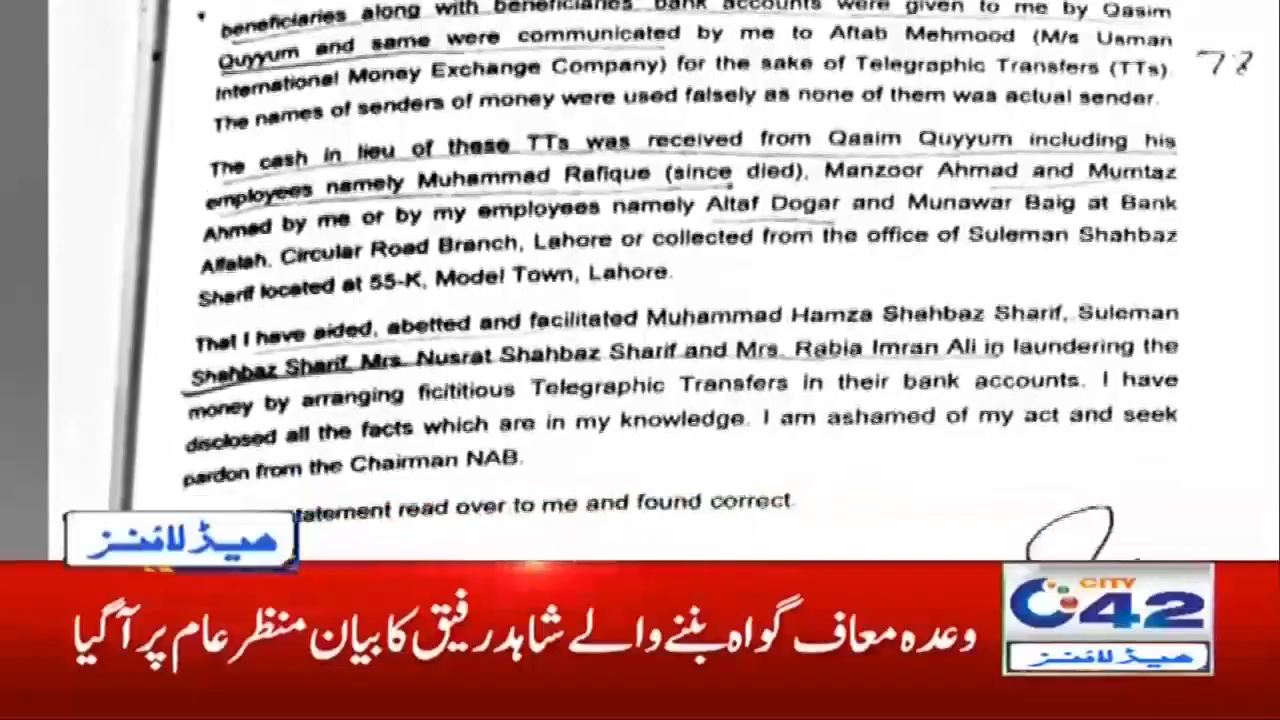 beneficiaries along with beneficiaries bank accounts were given to me by Qasim
Quyyum and same were communicated by me to Aftab Mehmood (M/s Usman
International Money Exchange Company) for the sake of Telegraphic Transfers (TTs).
The names of senders of money were used falsely as none of them was actual sender.
78
The cash in lieu of these TTs was received from Qasim Quyyum including his
employees namely Muhammad Rafique (since died), Manzoor Ahmad and Mumtaz
Ahmed by me or by my employees namely Altaf Dogar and Munawar Baig at Bank
Alfalah, Circular Road Branch, Lahore or collected from the office of Suleman Shahbaz
Sharif located at 55-K, Model Town, Lahore.
That I have aided, abetted and facilitated Muhammad Hamza Shahbaz Sharif, Suleman
Shahbaz Sharif, Mrs. Nusrat Shahbaz Sharif and Mrs. Rabia Imran Ali in laundering the
money by arranging ficititious Telegraphic Transfers in their bank accounts. I have
disclosed all the facts which are in my knowledge. I am ashamed of my act and seek
pardon from the Chairman NAB.
tatement read over to me and found correct.
ہیڈ لائنز
وعدہ معاف گواہ بننے والے شاہد رفیق کا بیان منظر عام پر آگیا
CITY
42
ہیڈ لائنز